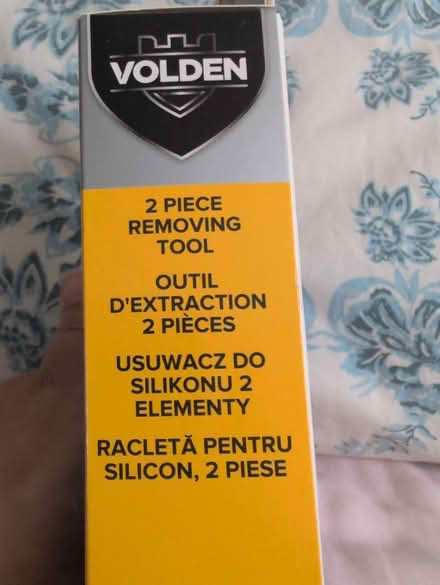 VOLDEN
2 PIECE
REMOVING
TOOL
OUTIL
D'EXTRACTION
2 PIÈCES
USUWACZ DO
SILIKONU 2
ELEMENTY
RACLETĂ PENTRU
SILICON, 2 PIESE